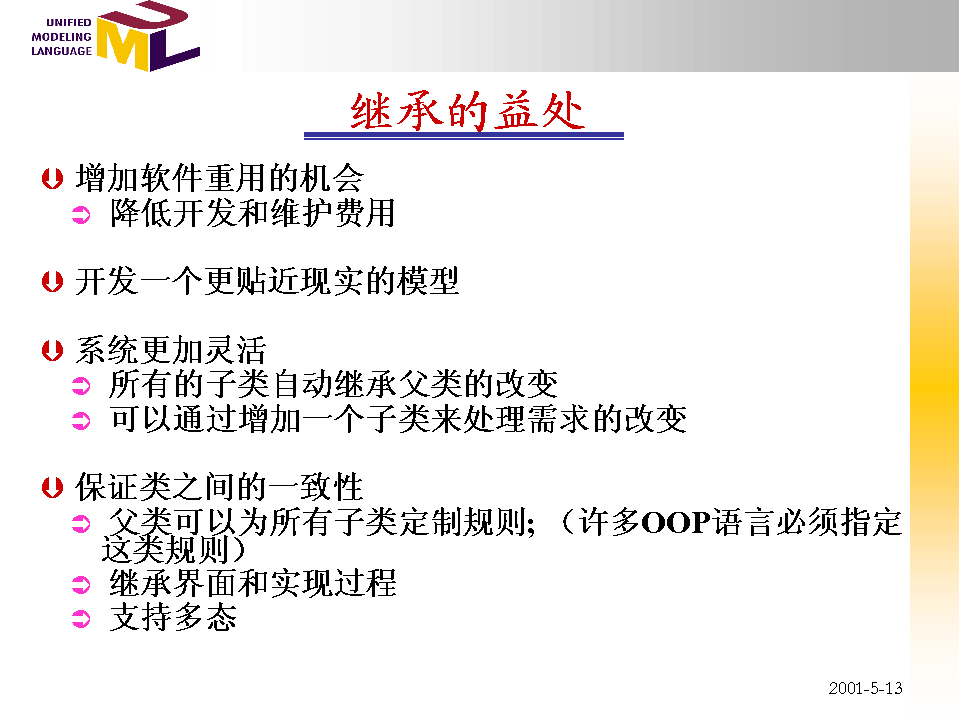 UNIFIED
MODELING
LANGUAGE
UML
继承的益处
增加软件重用的机会
降低开发和维护费用
开发一个更贴近现实的模型
系统更加灵活
所有的子类自动继承父类的改变
可以通过增加一个子类来处理需求的改变
保证类之间的一致性
父类可以为所有子类定制规则;（许多OOP语言必须指定
这类规则）
继承界面和实现过程
支持多态
2001-5-13